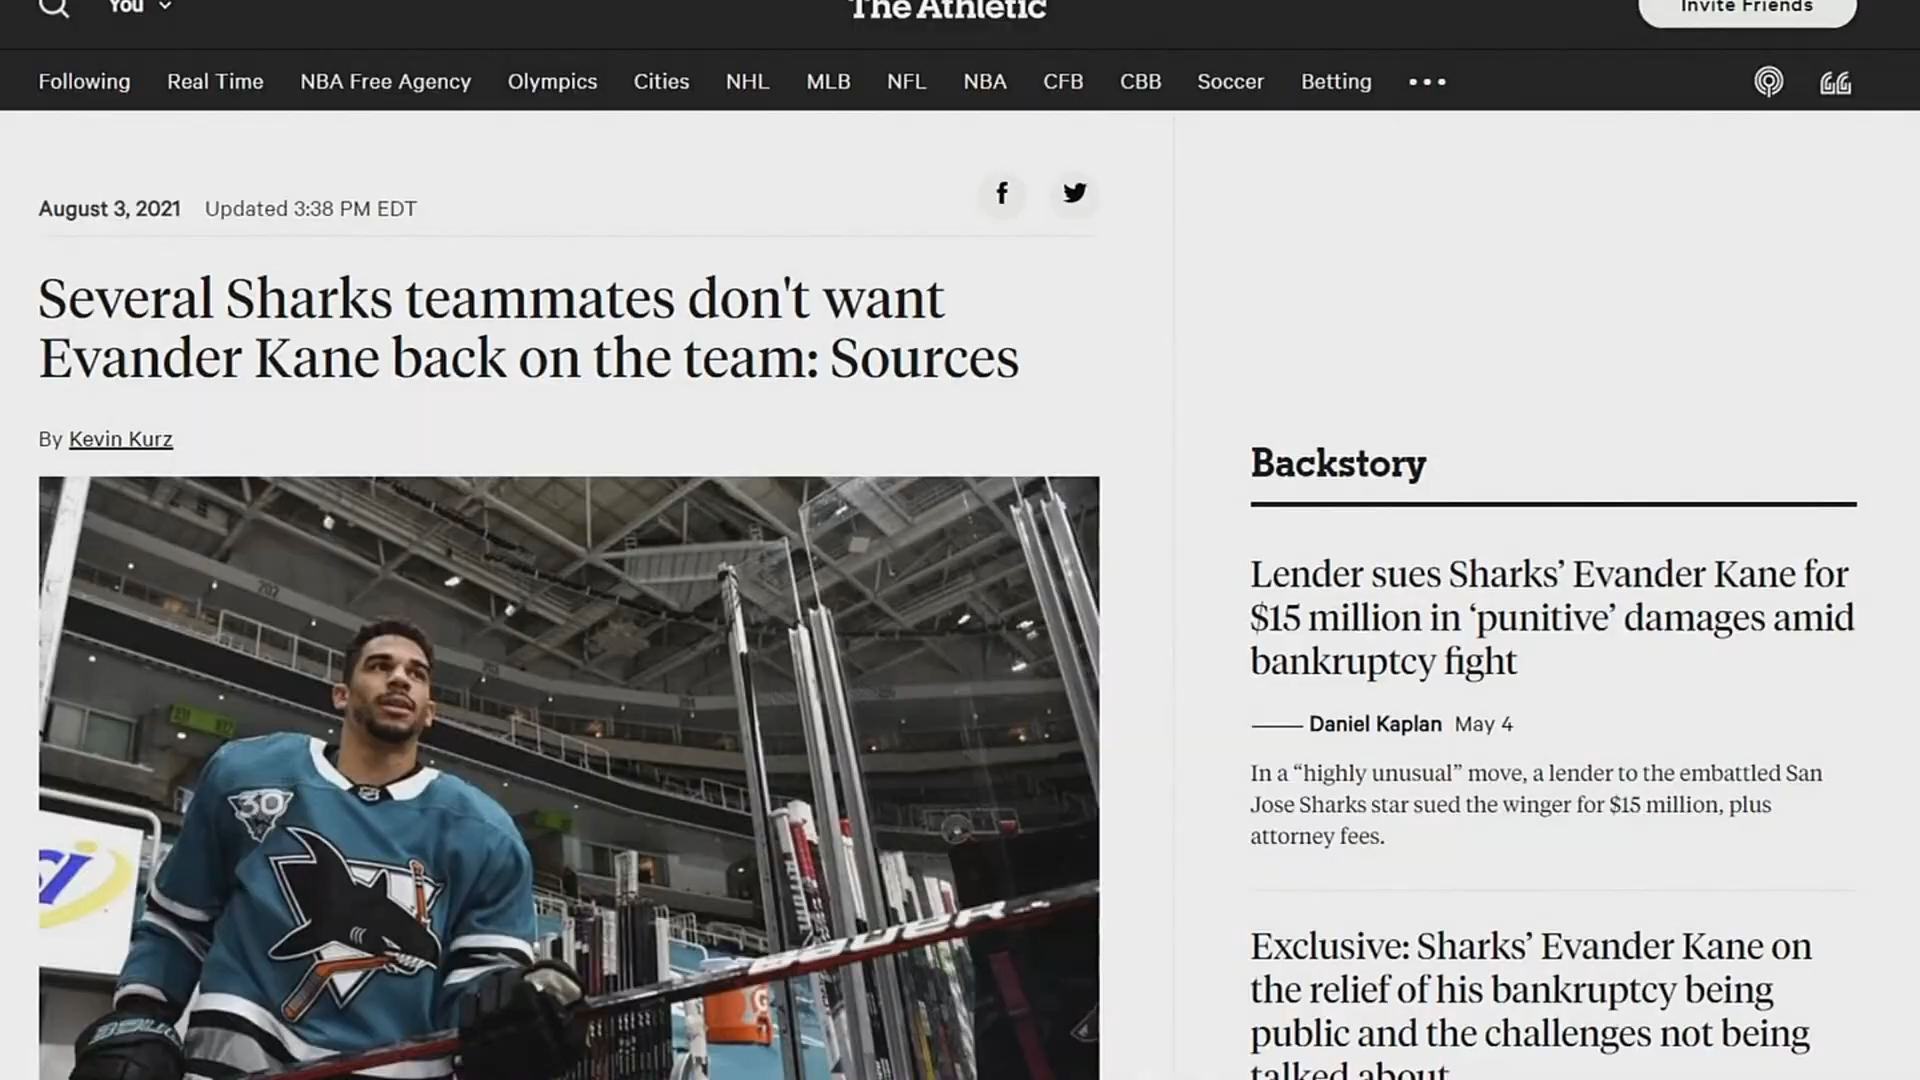 You
The Athletic
Invite Friends
Following Real Time NBA Free Agency Olympics Cities NHL MLB NFL NBA CFB CBB Soccer Betting
August 3, 2021 Updated 3:38 PM EDT
Several Sharks teammates don't want
Evander Kane back on the team: Sources
By Kevin Kurz
30
BAUER
G
Backstory
Lender sues Sharks’ Evander Kane for
$15 million in ‘punitive’ damages amid
bankruptcy fight
Daniel Kaplan May 4
In a “highly unusual” move, a lender to the embattled San
Jose Sharks star sued the winger for $15 million, plus
attorney fees.
Exclusive: Sharks’ Evander Kane on
the relief of his bankruptcy being
public and the challenges not being
talked about